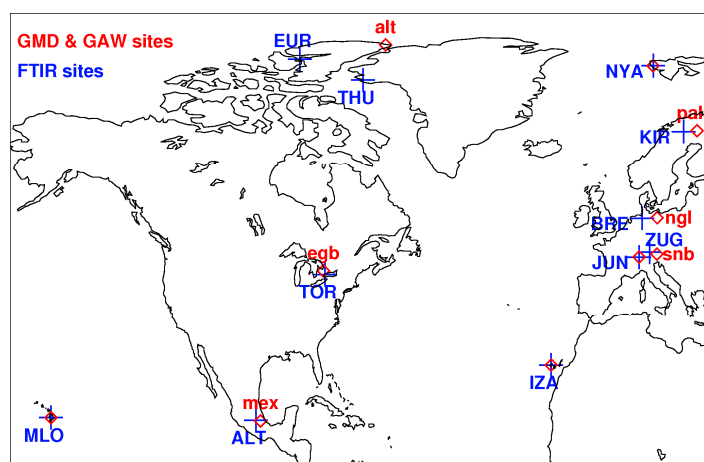 alt
GMD & GAW sites
EUR
FTIR sites
NYA
THU
pal
KIR
BRE
ngl
ZUG
egb
JUN
snb
TOR
IZA
mex
MLO
ALT